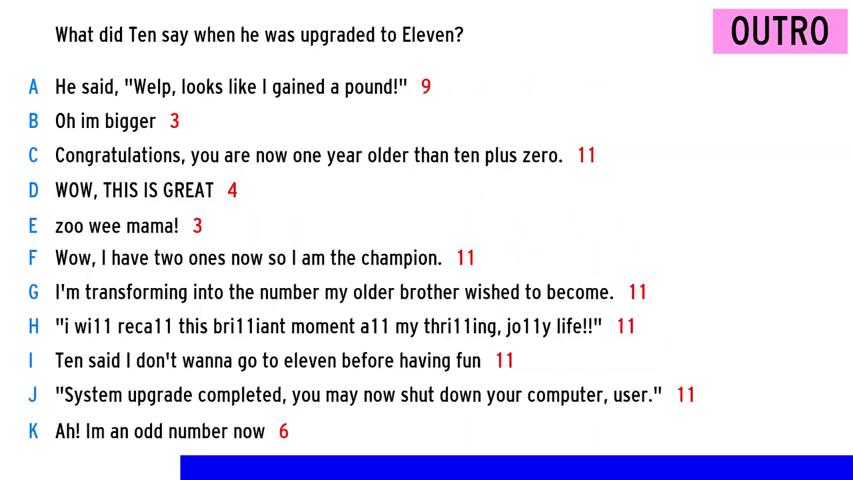 What did Ten say when he was upgraded to Eleven?
OUTRO
A He said, "Welp, looks like I gained a pound!" 9
B Oh im bigger 3
C Congratulations, you are now one year older than ten plus zero. 11
D WOW, THIS IS GREAT 4
E zoo wee mama! 3
F Wow, I have two ones now so I am the champion. 11
G I'm transforming into the number my older brother wished to become. 11
H "i wi11 reca11 this bri11iant moment a11 my thri11ing, jo11y life!!" 11
I Ten said I don't wanna go to eleven before having fun 11
J "System upgrade completed, you may now shut down your computer, user." 11
K Ah! Im an odd number now 6